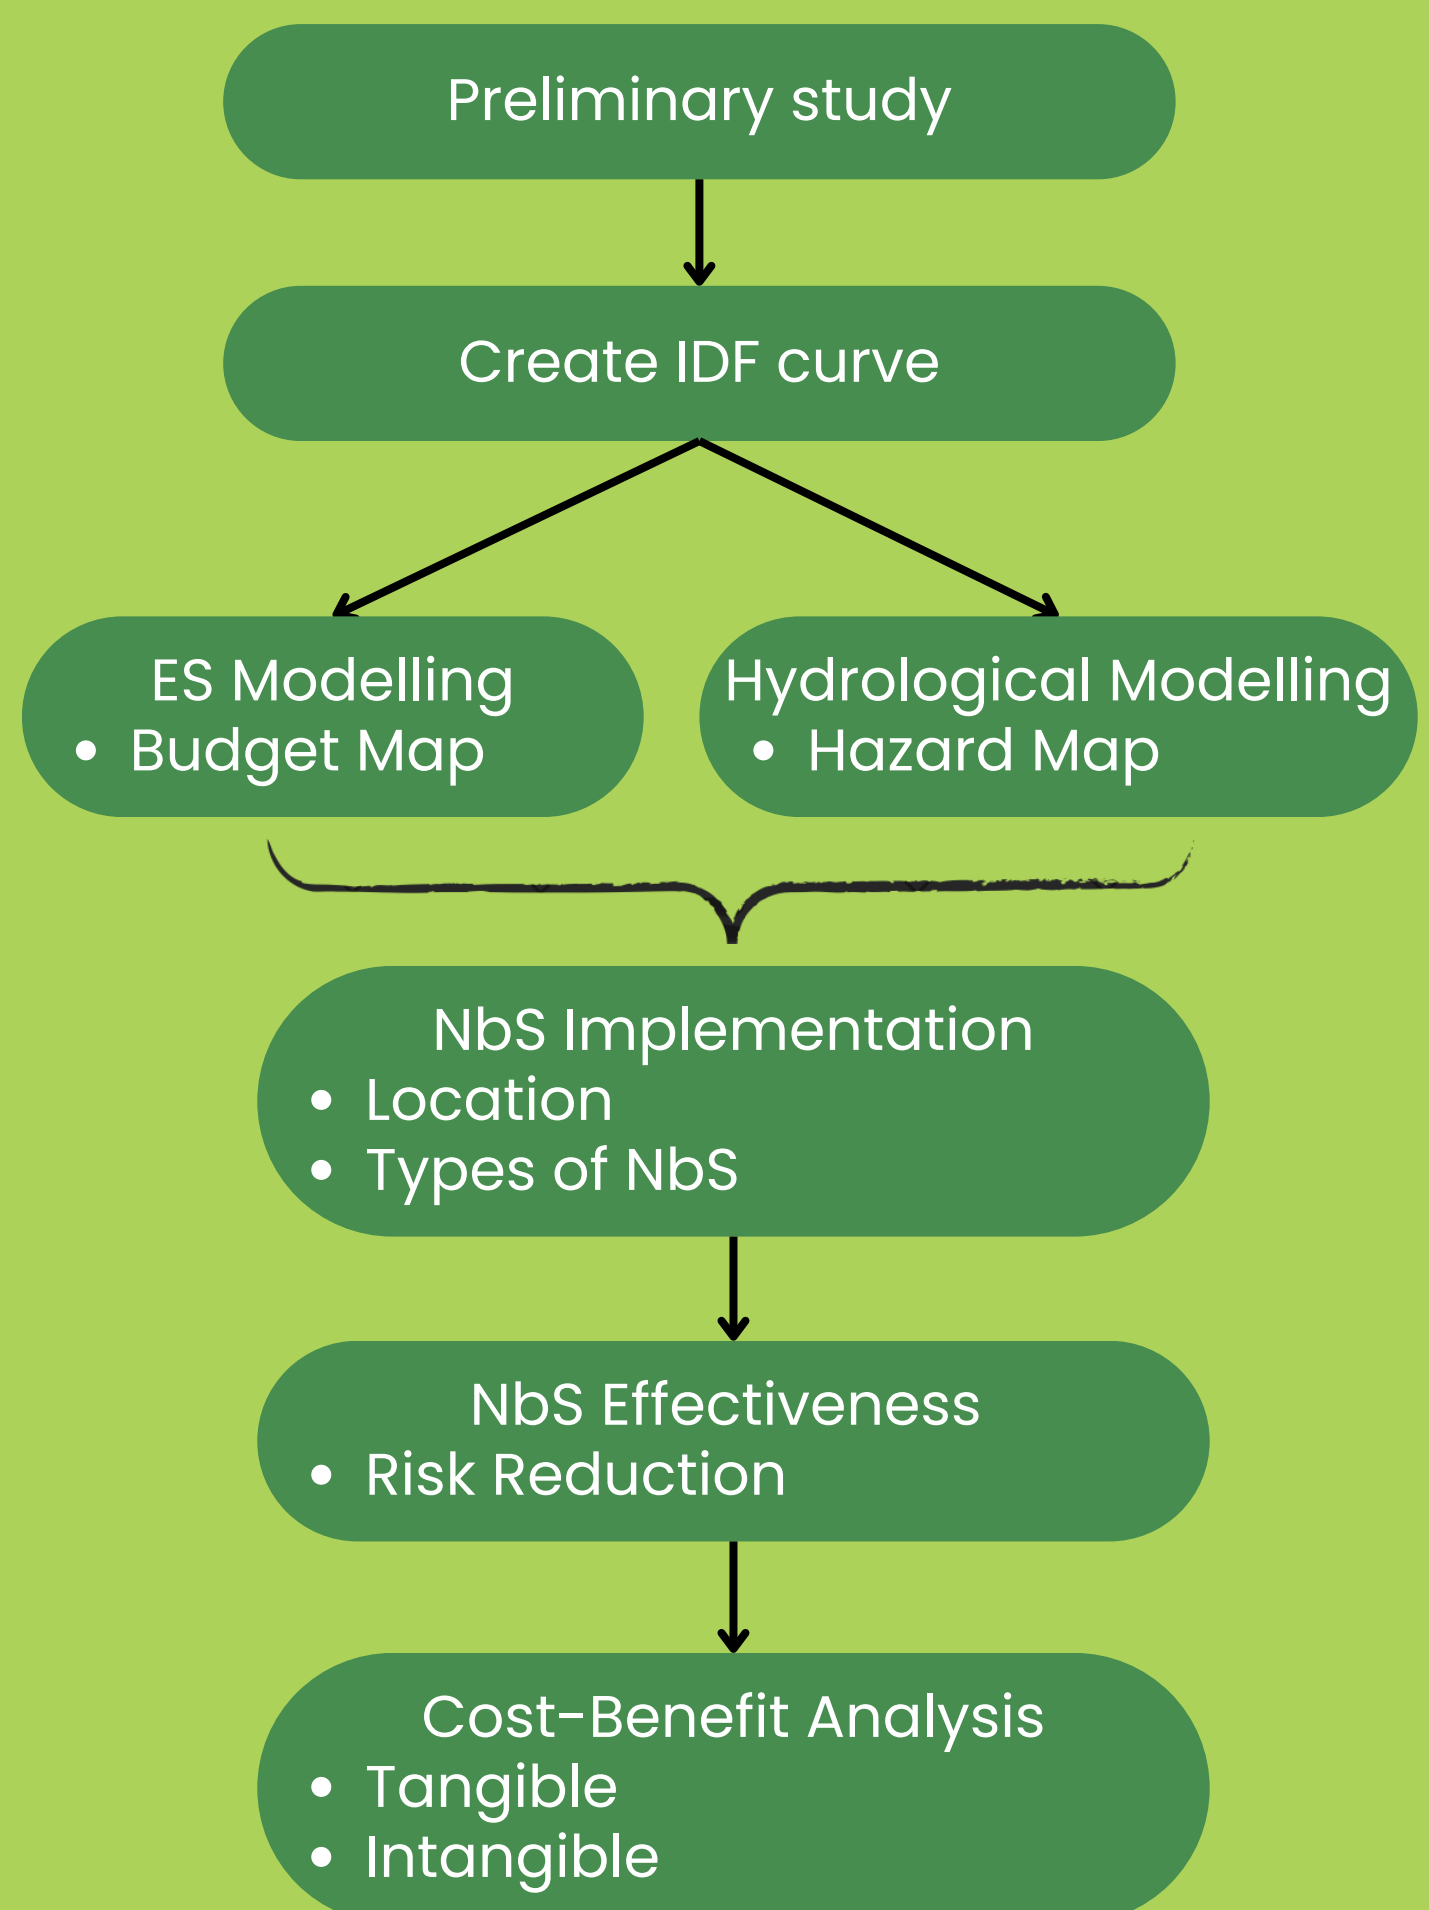 Preliminary study
Create IDF curve
ES Modelling
• Budget Map
Hydrological Modelling
• Hazard Map
NbS Implementation
• Location
• Types of NbS
NbS Effectiveness
• Risk Reduction
Cost-Benefit Analysis
• Tangible
• Intangible